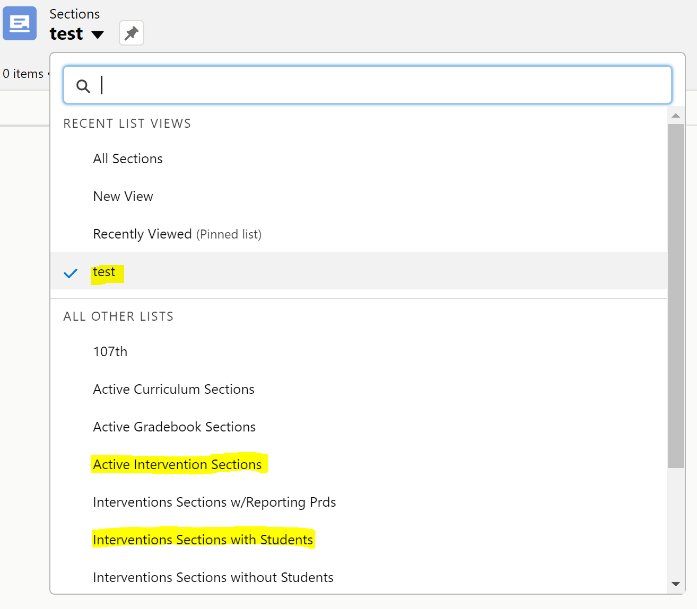 Sections
test
0 items •
RECENT LIST VIEWS
All Sections
New View
Recently Viewed (Pinned list)
test
ALL OTHER LISTS
107th
Active Curriculum Sections
Active Gradebook Sections
Active Intervention Sections
Interventions Sections w/Reporting Prds
Interventions Sections with Students
Interventions Sections without Students